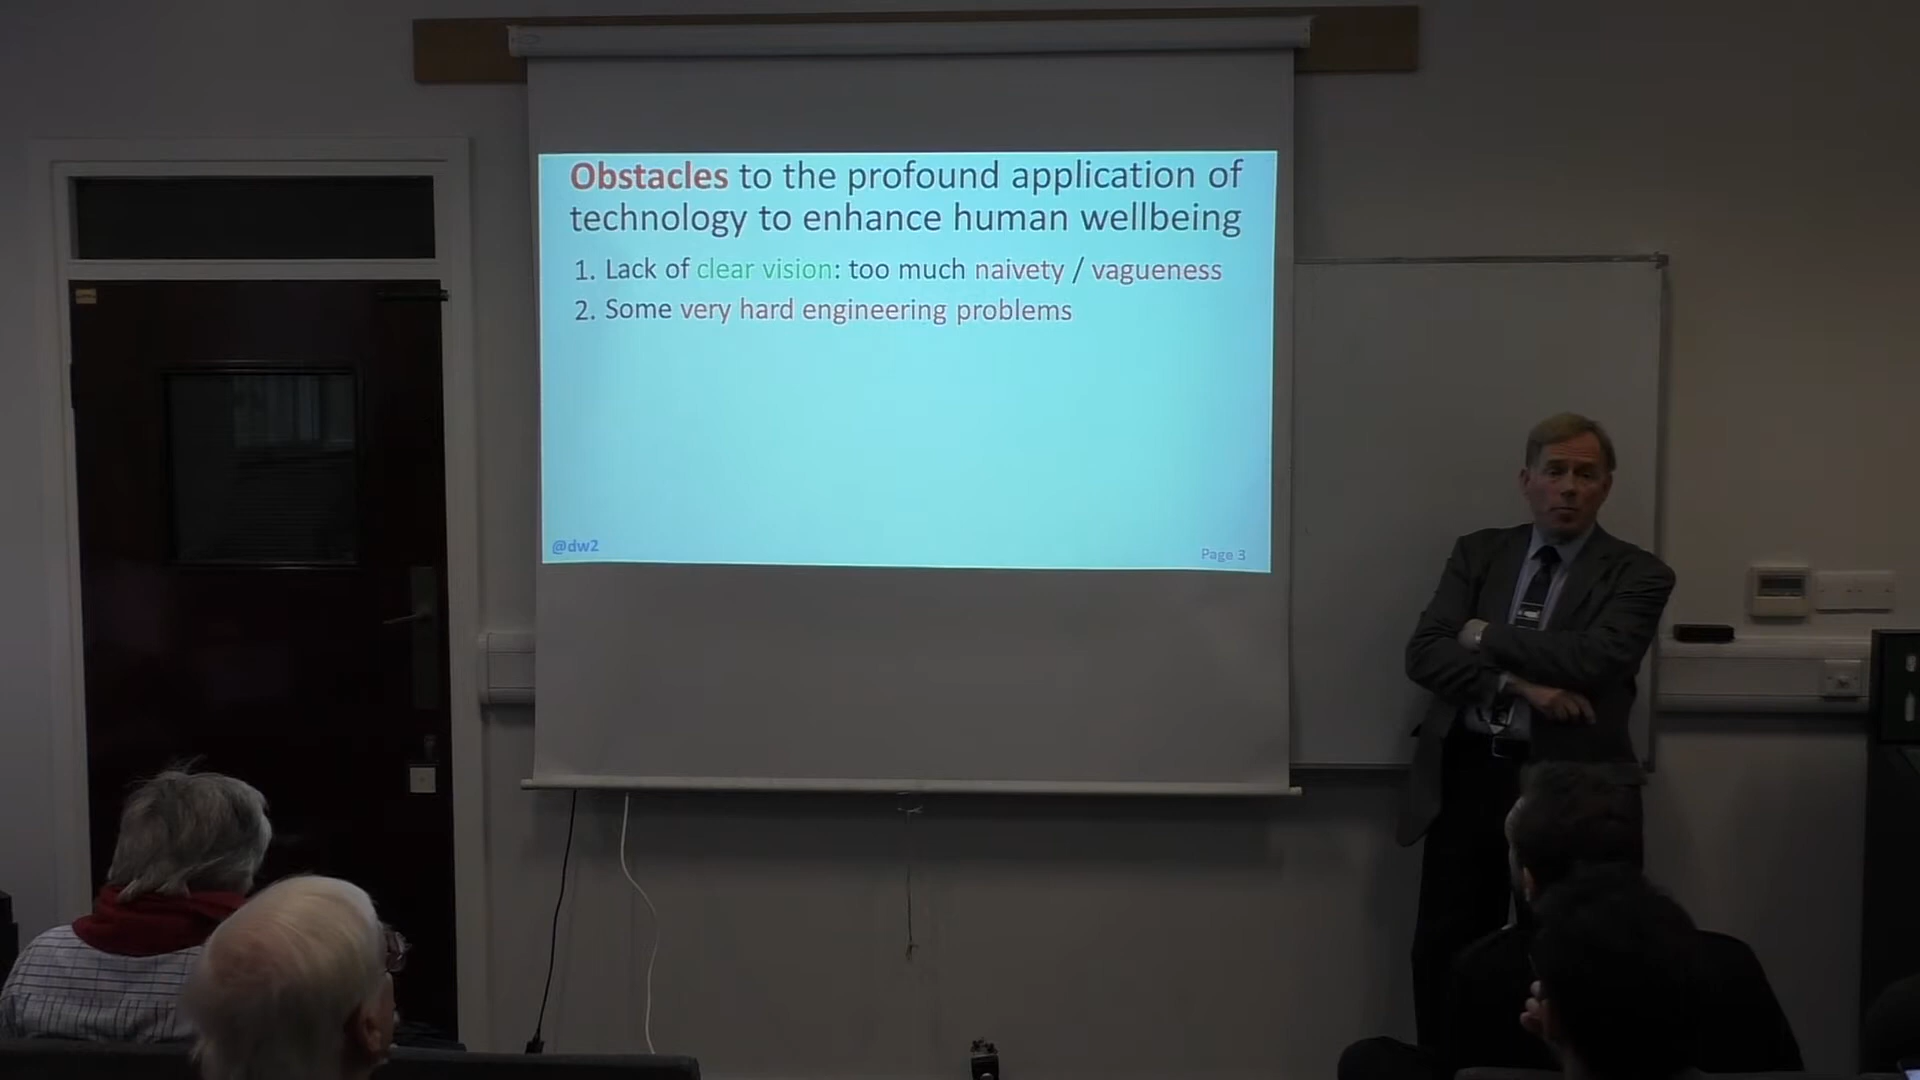 Obstacles to the profound application of
technology to enhance human wellbeing
1. Lack of clear vision: too much naivety / vagueness
2. Some very hard engineering problems
@dw2
Page 3